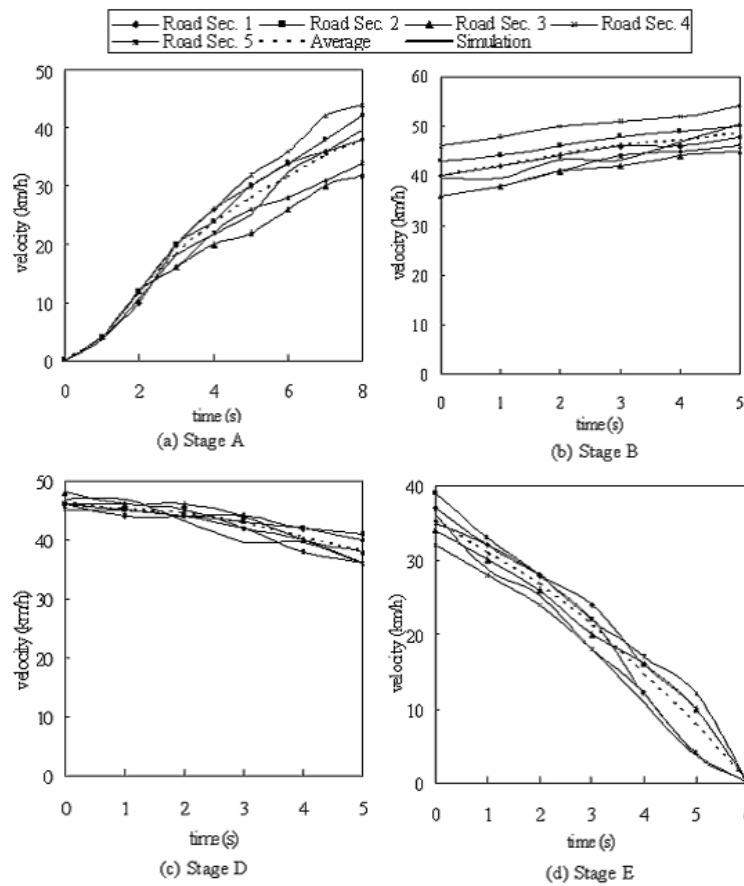 Road Sec. 1 Road Sec. 2 Road Sec. 3 Road Sec. 4
Road Sec. 5 Average Simulation
50
40
30
20
10
0
velocity (km/h)
0 2 4 6 8
time (s)
(a) Stage A
60
50
40
30
20
10
0
velocity (km/h)
0 1 2 3 4 5
time (s)
(b) Stage B
50
40
30
20
10
0
velocity (km/h)
0 1 2 3 4 5
time (s)
(c) Stage D
40
30
20
10
0
velocity (km/h)
0 1 2 3 4 5
time (s)
(d) Stage E